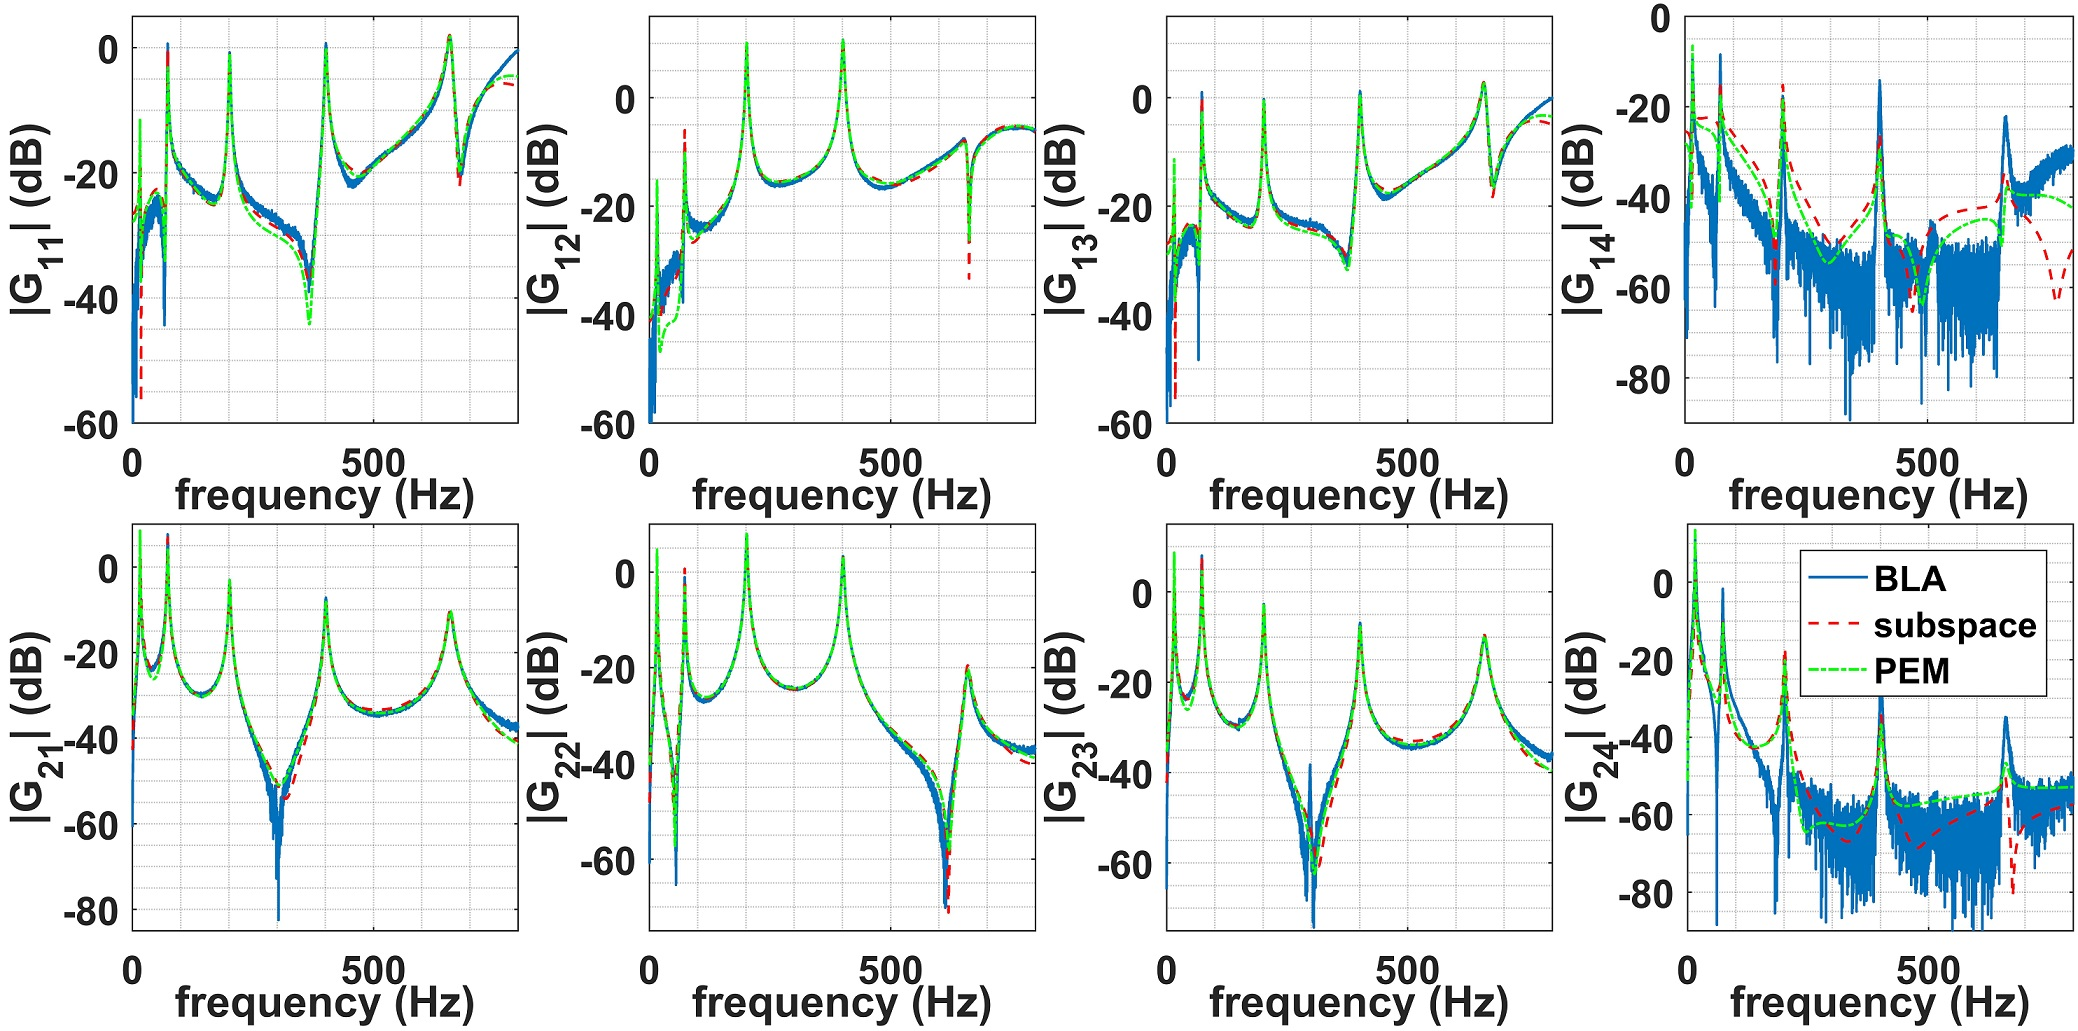 |G11| (dB)
0
-20
-40
-60
0
500
frequency (Hz)
|G12| (dB)
0
-20
-40
-60
0
500
frequency (Hz)
|G13| (dB)
0
-20
-40
-60
0
500
frequency (Hz)
|G14| (dB)
0
-20
-40
-60
-80
0
500
frequency (Hz)
|G21| (dB)
0
-20
-40
-60
-80
0
500
frequency (Hz)
|G22| (dB)
0
-20
-40
-60
0
500
frequency (Hz)
|G23| (dB)
0
-20
-40
-60
0
500
frequency (Hz)
|G24| (dB)
0
-20
-40
-60
-80
BLA
subspace
PEM
0
500
frequency (Hz)